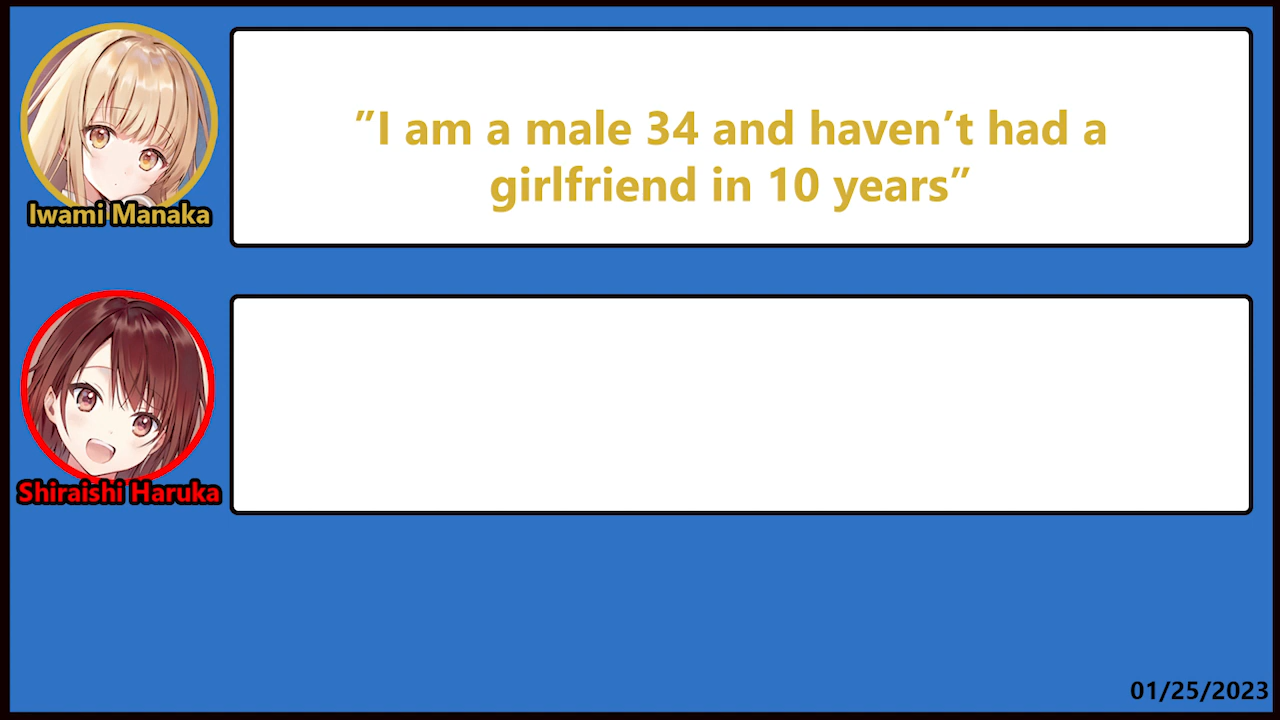 ”I am a male 34 and haven’t had a
girlfriend in 10 years”
Iwami Manaka
Shiraishi Haruka
01/25/2023